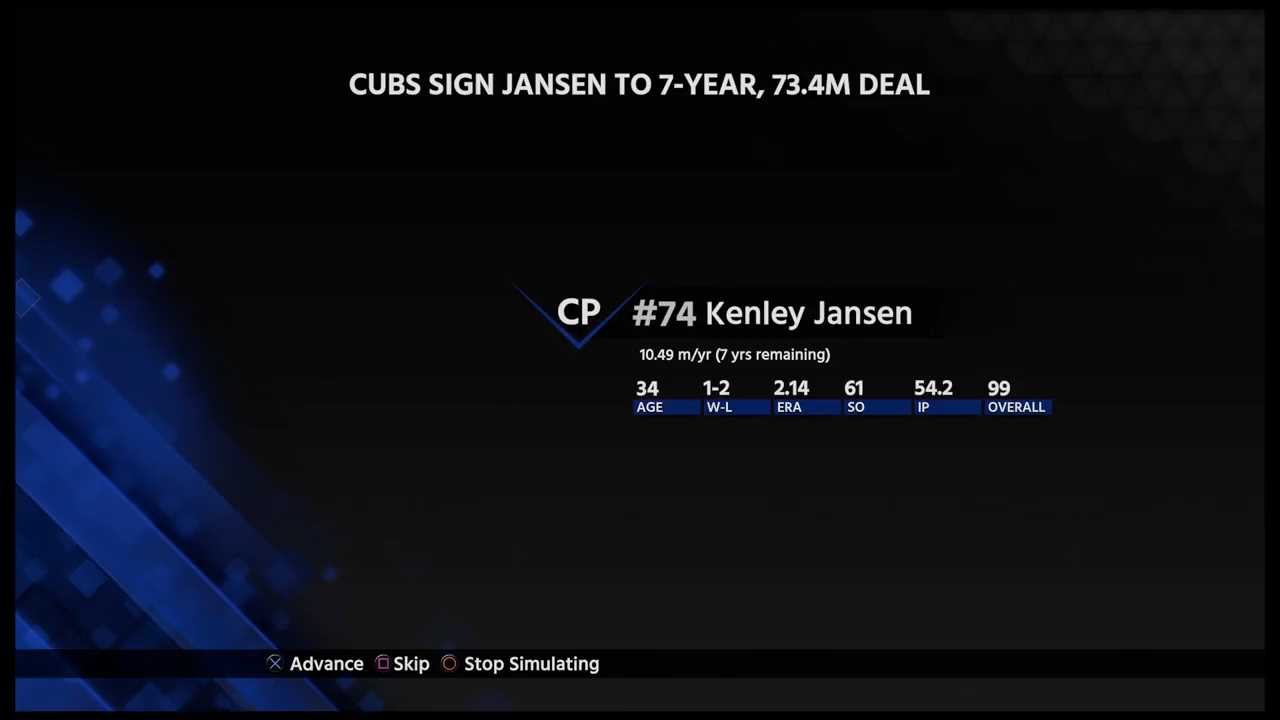 CUBS SIGN JANSEN TO 7-YEAR, 73.4M DEAL
CP #74 Kenley Jansen
10.49 m/yr (7 yrs remaining)
34 1-2 2.14 61 54.2 99
AGE W-L ERA SO IP OVERALL
Advance Skip Stop Simulating